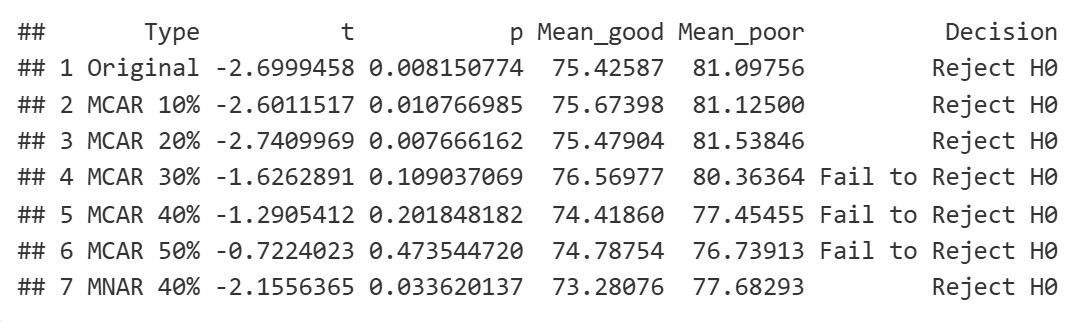 ##       Type          t           p Mean_good Mean_poor          Decision
## 1 Original -2.6999458 0.008150774  75.42587  81.09756         Reject H0
## 2 MCAR 10% -2.6011517 0.010766985  75.67398  81.12500         Reject H0
## 3 MCAR 20% -2.7409969 0.007666162  75.47904  81.53846         Reject H0
## 4 MCAR 30% -1.6262891 0.109037069  76.56977  80.36364 Fail to Reject H0
## 5 MCAR 40% -1.2905412 0.201848182  74.41860  77.45455 Fail to Reject H0
## 6 MCAR 50% -0.7224023 0.473544720  74.78754  76.73913 Fail to Reject H0
## 7 MNAR 40% -2.1556365 0.033620137  73.28076  77.68293         Reject H0